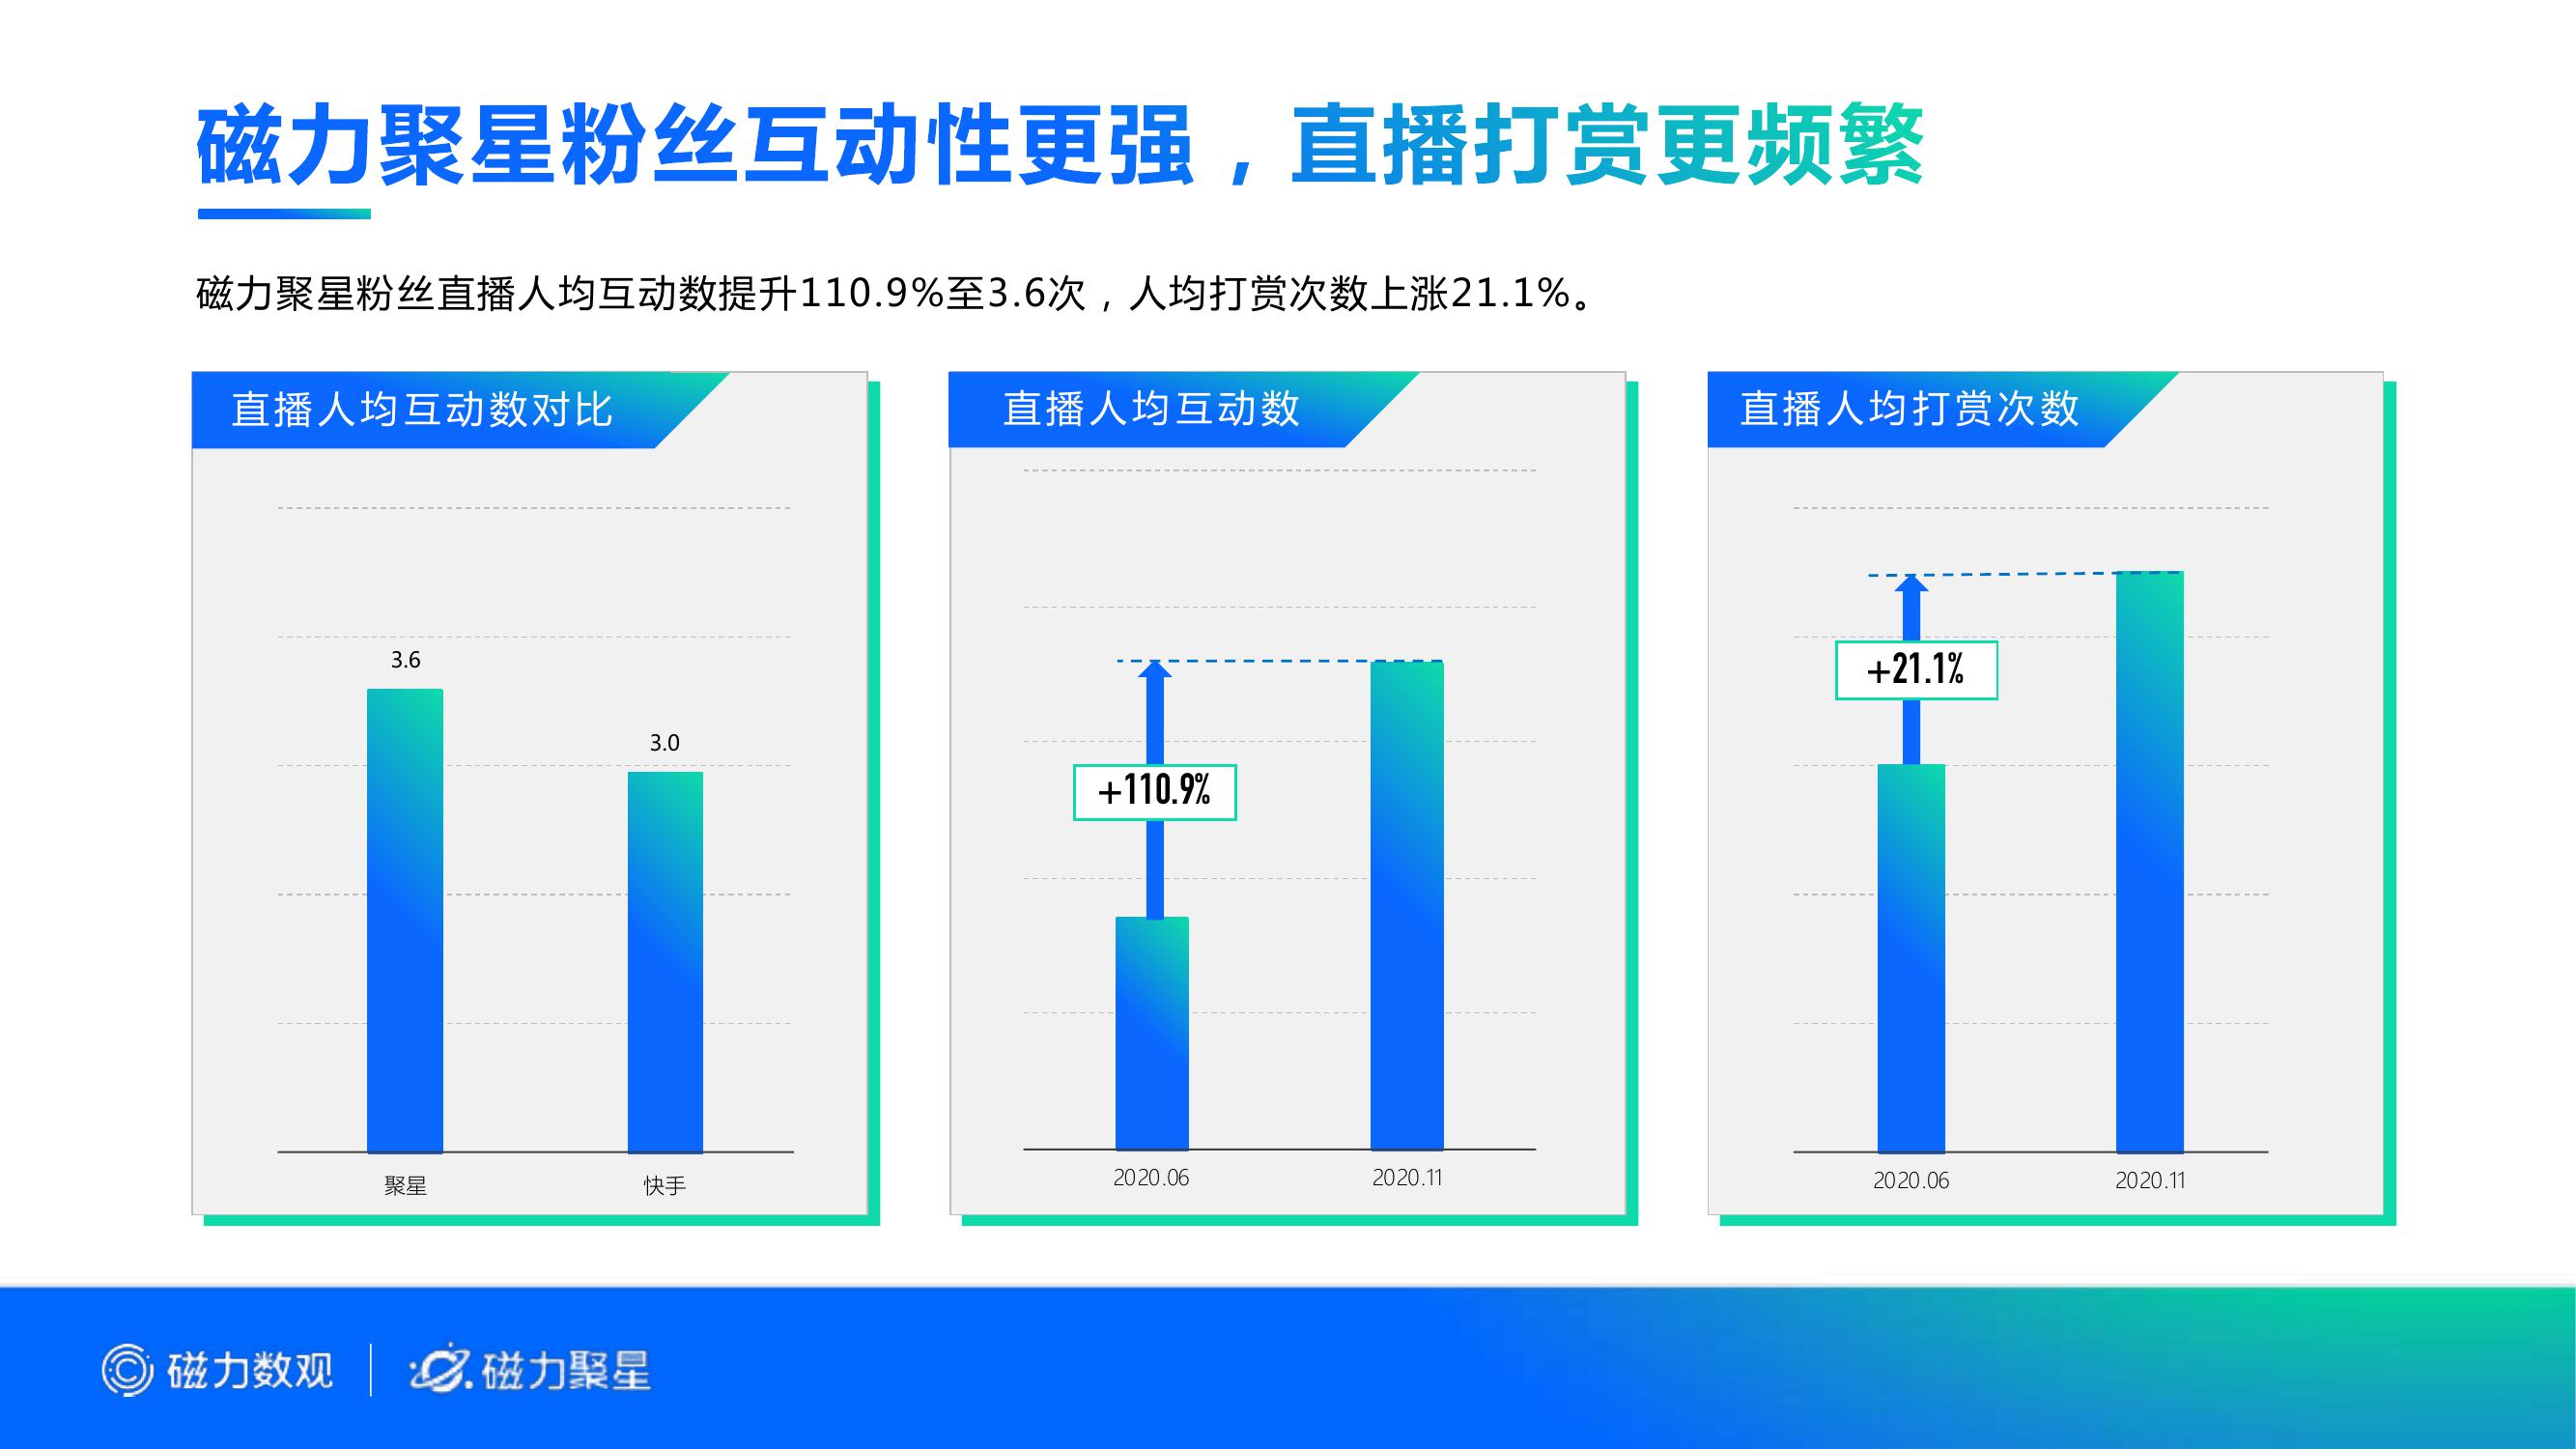 磁力聚星粉丝互动性更强，直播打赏更频繁
磁力聚星粉丝直播人均互动数提升110.9%至3.6次，人均打赏次数上涨21.1%。
直播人均互动数对比
3.6
3.0
聚星
快手
直播人均互动数
+110.9%
2020.06
2020.11
直播人均打赏次数
+21.1%
2020.06
2020.11
磁力数观
磁力聚星